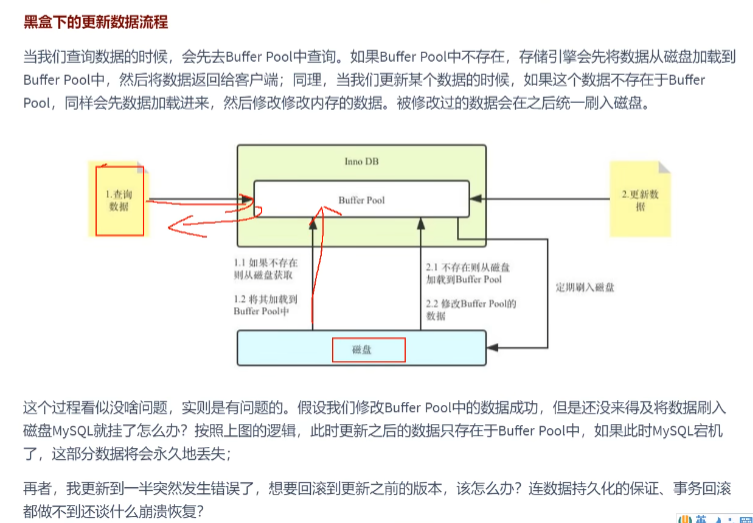 黑盒下的更新数据流程
当我们查询数据的时候，会先去Buffer Pool中查询。如果Buffer Pool中不存在，存储引擎会先将数据从磁盘加载到
Buffer Pool中，然后将数据返回给客户端；同理，当我们更新某个数据的时候，如果这个数据不存在于Buffer
Pool，同样会先数据加载进来，然后修改修改内存的数据。被修改过的数据会在之后统一刷入磁盘。
Inno DB
1.查询
数据
Buffer Pool
2.更新数
据
1.1 如果不存在
则从磁盘获取
1.2 将其加载到
Buffer Pool中
2.1 不存在则从磁盘
加载到Buffer Pool
2.2 修改Buffer Pool的
数据
定期刷入磁盘
磁盘
这个过程看似没啥问题，实则是有问题的。假设我们修改Buffer Pool中的数据成功，但是还没来得及将数据刷入
磁盘MySQL就挂了怎么办？按照上图的逻辑，此时更新之后的数据只存在于Buffer Pool中，如果此时MySQL宕机
了，这部分数据将会永久地丢失；
再者，我更新到一半突然发生错误了，想要回滚到更新之前的版本，该怎么办？连数据持久化的保证、事务回滚
都做不到还谈什么崩溃恢复？
英